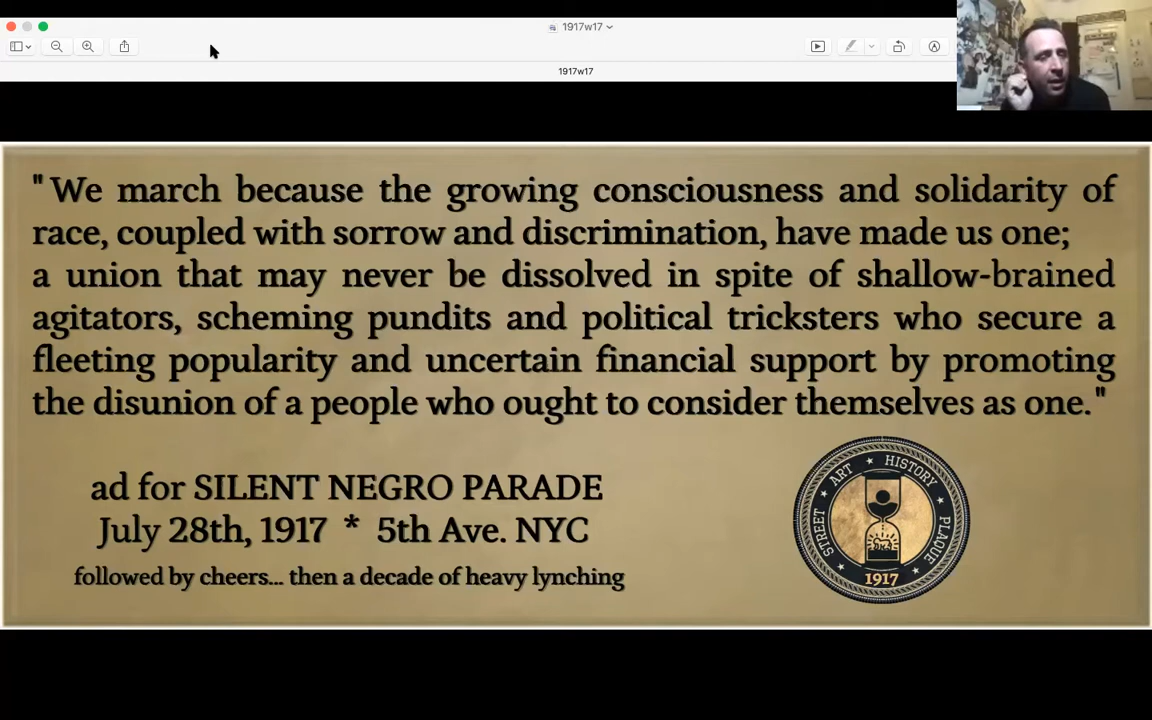 1917w17
1917w17
" We march because the growing consciousness and solidarity of
race, coupled with sorrow and discrimination, have made us one;
a union that may never be dissolved in spite of shallow-brained
agitators, scheming pundits and political tricksters who secure a
fleeting popularity and uncertain financial support by promoting
the disunion of a people who ought to consider themselves as one."
ad for SILENT NEGRO PARADE
July 28th, 1917 * 5th Ave. NYC
followed by cheers... then a decade of heavy lynching
STREET ★ ART ★ HISTORY ★ PLAQUE ★
1917